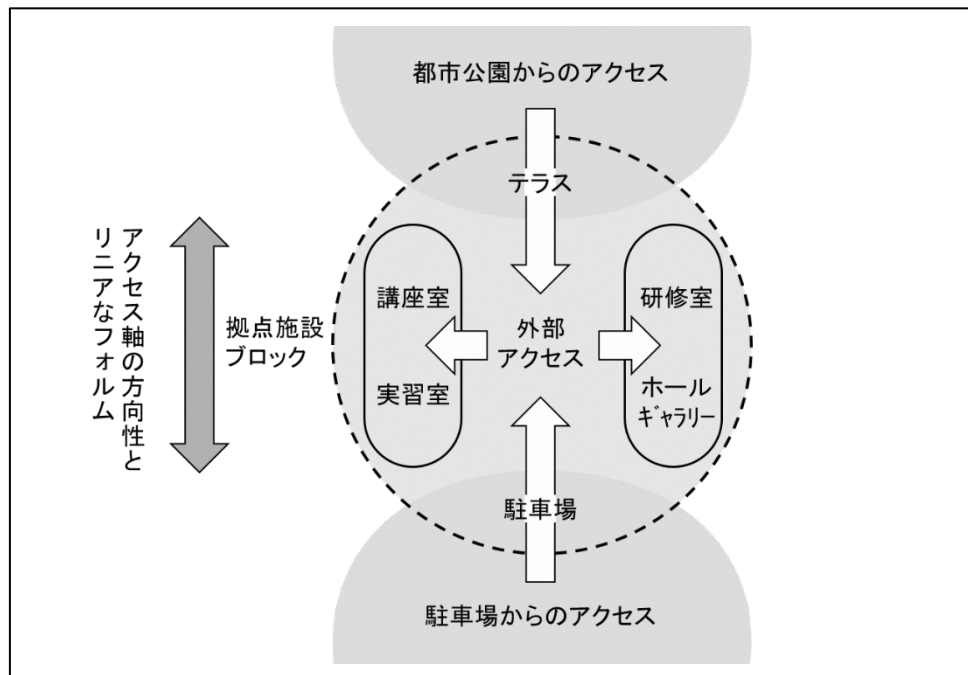 都市公園からのアクセス
テラス
アクセス軸の方向性と
リニアなフォルム
拠点施設
ブロック
講座室
実習室
外部
アクセス
研修室
ホール
ギャラリー
駐車場
駐車場からのアクセス